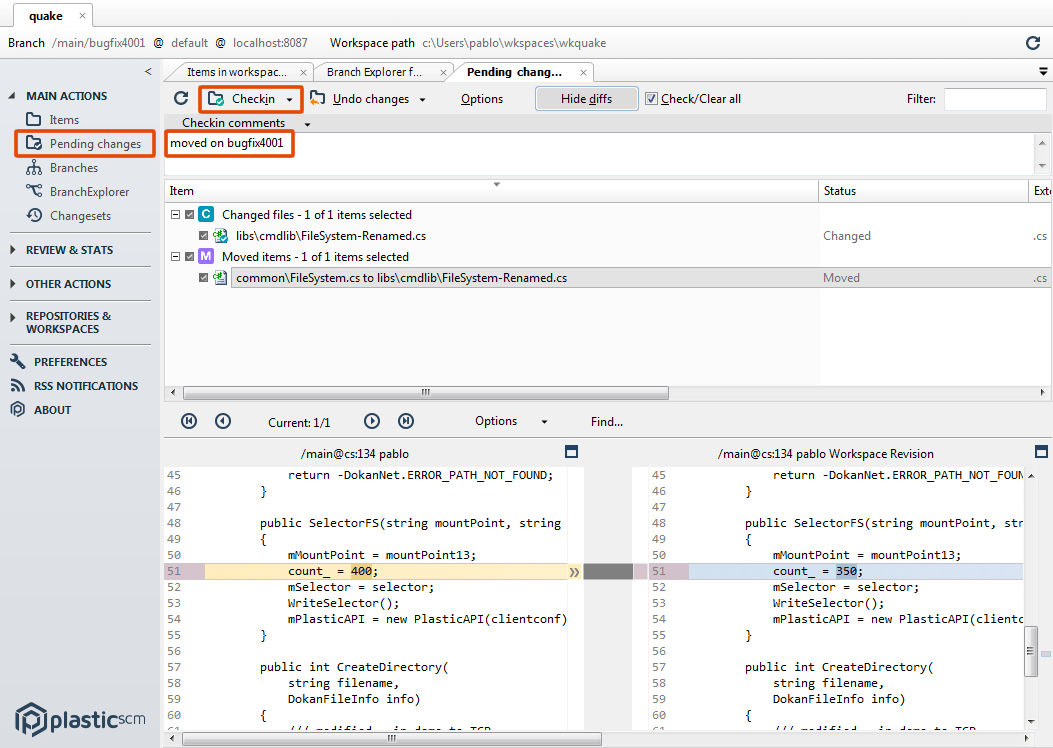 quake ×
Branch /main/bugfix4001 @ default @ localhost:8087 Workspace path c:\Users\pablo\wkspaces\wkquake
<
Items in workspac... × Branch Explorer f... × Pending chang... ×
MAIN ACTIONS
Items
Pending changes
Branches
BranchExplorer
Changesets
REVIEW & STATS
OTHER ACTIONS
REPOSITORIES &
WORKSPACES
PREFERENCES
RSS NOTIFICATIONS
ABOUT
plasticscm
Checkin Undo changes Options Hide diffs Check/Clear all Filter:
Checkin comments
moved on bugfix4001
Item Status Exte
C Changed files - 1 of 1 items selected
libs\cmdlib\FileSystem-Renamed.cs Changed .cs
M Moved items - 1 of 1 items selected
common\FileSystem.cs to libs\cmdlib\FileSystem-Renamed.cs Moved .cs
Current: 1/1 Options Find...
/main@cs:134 pablo
45 return -DokanNet.ERROR_PATH_NOT_FOUND;
46 }
47
48 public SelectorFS(string mountPoint, string
49 {
50 mMountPoint = mountPoint13;
51 count_ = 400; »
52 mSelector = selector;
53 WriteSelector();
54 mPlasticAPI = new PlasticAPI(clientconf)
55 }
56
57 public int CreateDirectory(
58 string filename,
59 DokanFileInfo info)
60 {
/main@cs:134 pablo Workspace Revision
45 return -DokanNet.ERROR_PATH_NOT_FOUN
46 }
47
48 public SelectorFS(string mountPoint, str
49 {
50 mMountPoint = mountPoint13;
51 count_ = 350;
52 mSelector = selector;
53 WriteSelector();
54 mPlasticAPI = new PlasticAPI(clientc
55 }
56
57 public int CreateDirectory(
58 string filename,
59 DokanFileInfo info)
60 {